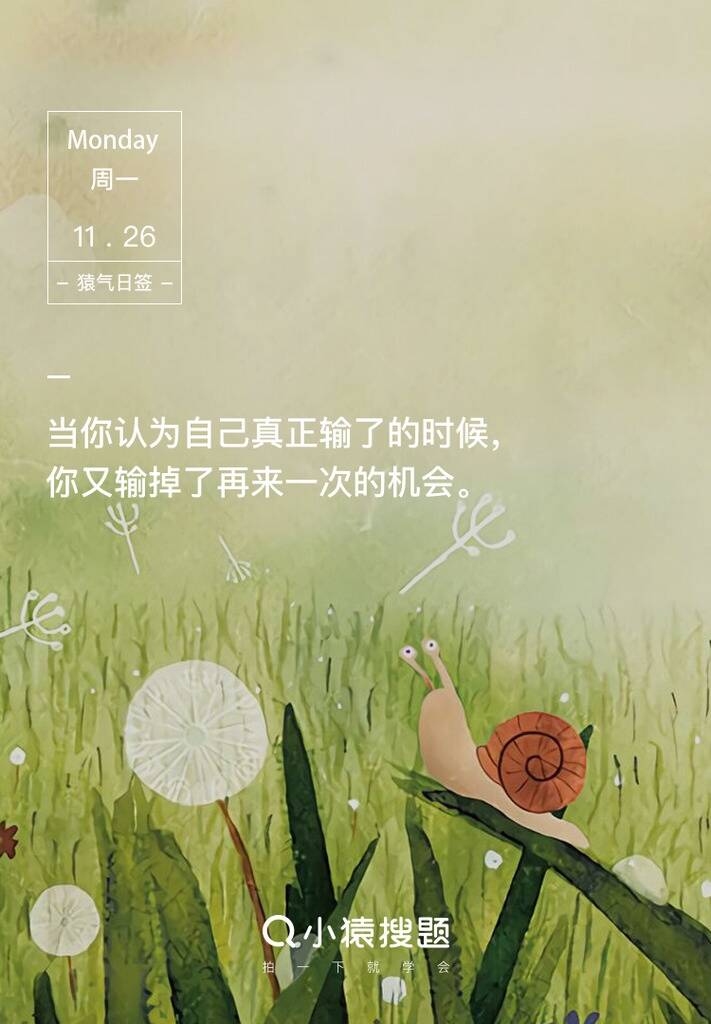 Monday
周一
11 . 26
– 猿气日签 –
当你认为自己真正输了的时候，
你又输掉了再来一次的机会。
小猿搜题
拍一下就学会